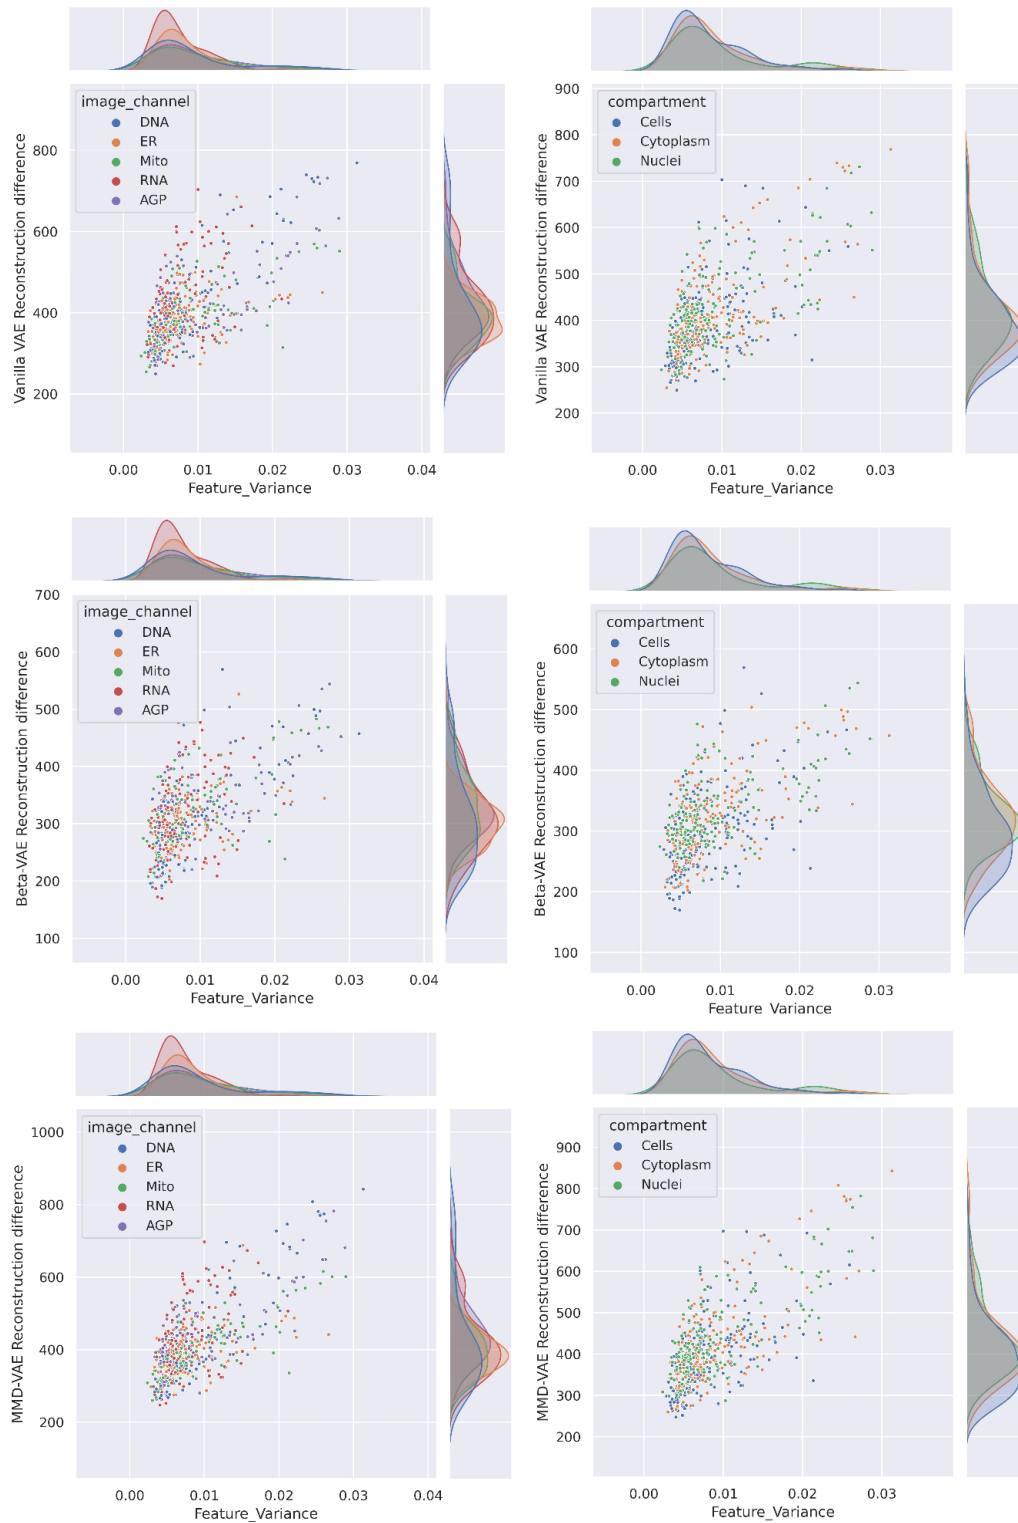 image_channel
DNA
ER
Mito
RNA
AGP
Vanilla VAE Reconstruction difference
800
600
400
200
0.00 0.01 0.02 0.03 0.04
Feature_Variance
compartment
Cells
Cytoplasm
Nuclei
Vanilla VAE Reconstruction difference
900
800
700
600
500
400
300
200
0.00 0.01 0.02 0.03
Feature_Variance
image_channel
DNA
ER
Mito
RNA
AGP
Beta-VAE Reconstruction difference
700
600
500
400
300
200
100
0.00 0.01 0.02 0.03 0.04
Feature_Variance
compartment
Cells
Cytoplasm
Nuclei
Beta-VAE Reconstruction difference
600
500
400
300
200
100
0.00 0.01 0.02 0.03
Feature_Variance
image_channel
DNA
ER
Mito
RNA
AGP
MMD-VAE Reconstruction difference
1000
800
600
400
200
0.00 0.01 0.02 0.03 0.04
Feature_Variance
compartment
Cells
Cytoplasm
Nuclei
MMD-VAE Reconstruction difference
900
800
700
600
500
400
300
200
0.00 0.01 0.02 0.03
Feature_Variance